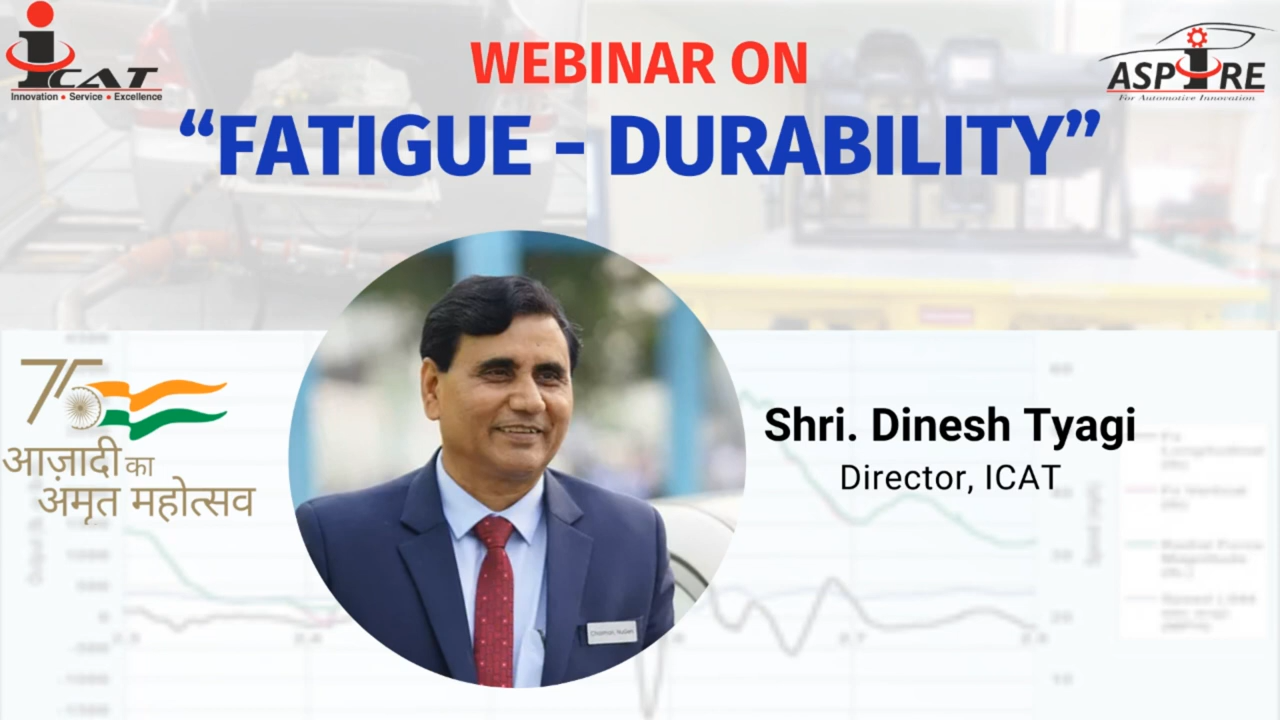 iCAT
Innovation • Service • Excellence
WEBINAR ON
ASPIRE
For Automotive Innovation
“FATIGUE - DURABILITY”
75
आज़ादी का
अमृत महोत्सव
Shri. Dinesh Tyagi
Director, ICAT